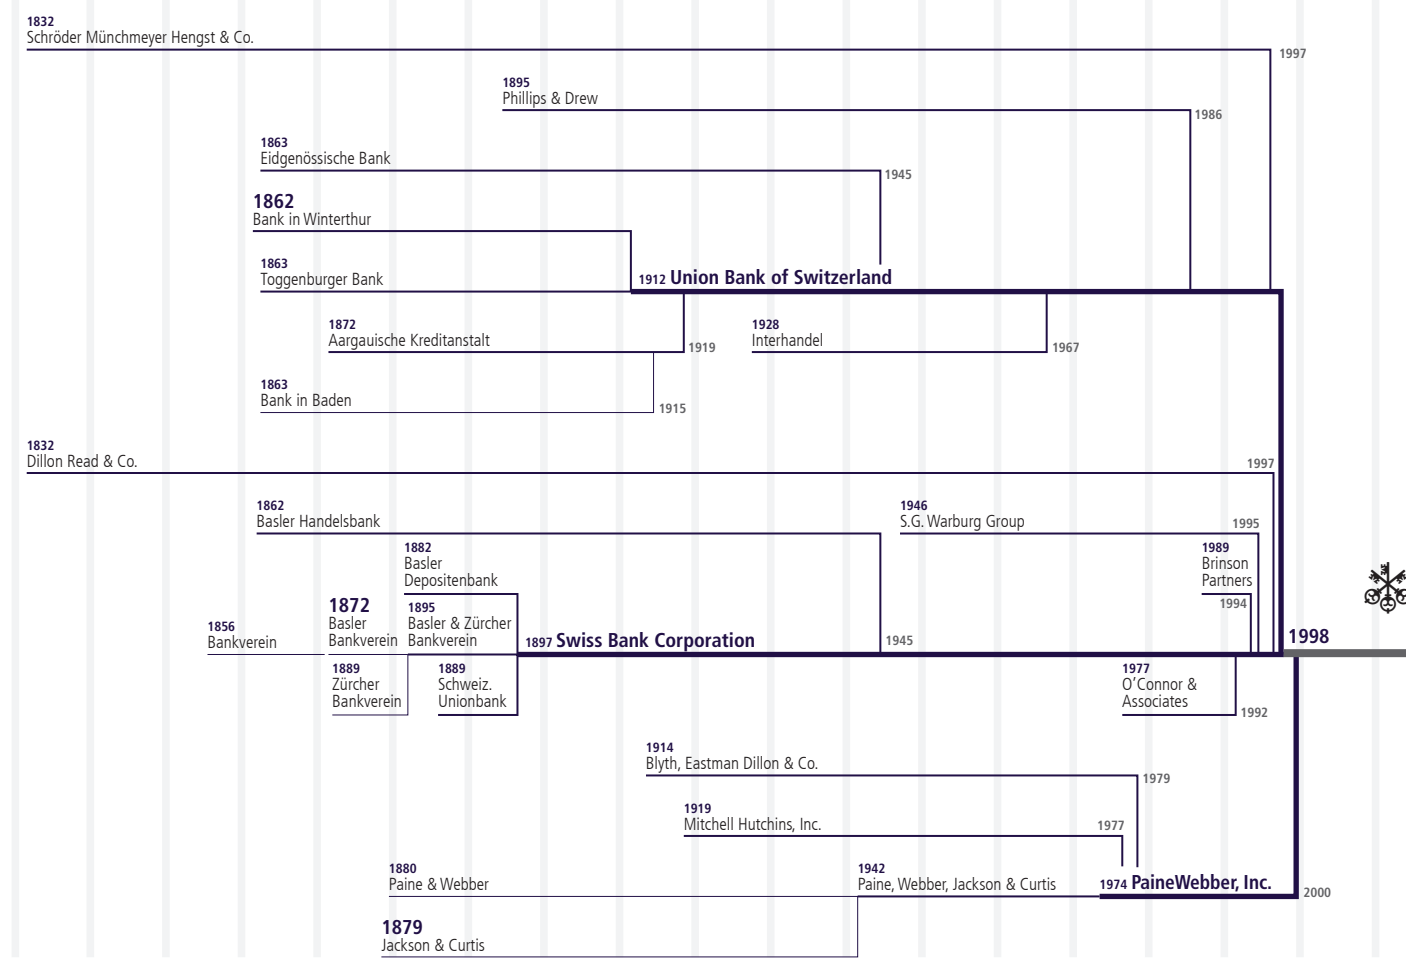 1832
Schröder Münchmeyer Hengst & Co.
1997
1895
Phillips & Drew
1986
1863
Eidgenössische Bank
1945
1862
Bank in Winterthur
1863
Toggenburger Bank
1912 Union Bank of Switzerland
1872
Aargauische Kreditanstalt
1919
1928
Interhandel
1967
1863
Bank in Baden
1915
1832
Dillon Read & Co.
1997
1862
Basler Handelsbank
1945
1946
S.G. Warburg Group
1995
1882
Basler
Depositenbank
1989
Brinson
Partners
1994
1856
Bankverein
1872
Basler
Bankverein
1895
Basler & Zürcher
Bankverein
1897 Swiss Bank Corporation
1998
1889
Zürcher
Bankverein
1889
Schweiz.
Unionbank
1977
O’Connor &
Associates
1992
1914
Blyth, Eastman Dillon & Co.
1979
1919
Mitchell Hutchins, Inc.
1977
1880
Paine & Webber
1942
Paine, Webber, Jackson & Curtis
1974 PaineWebber, Inc.
2000
1879
Jackson & Curtis